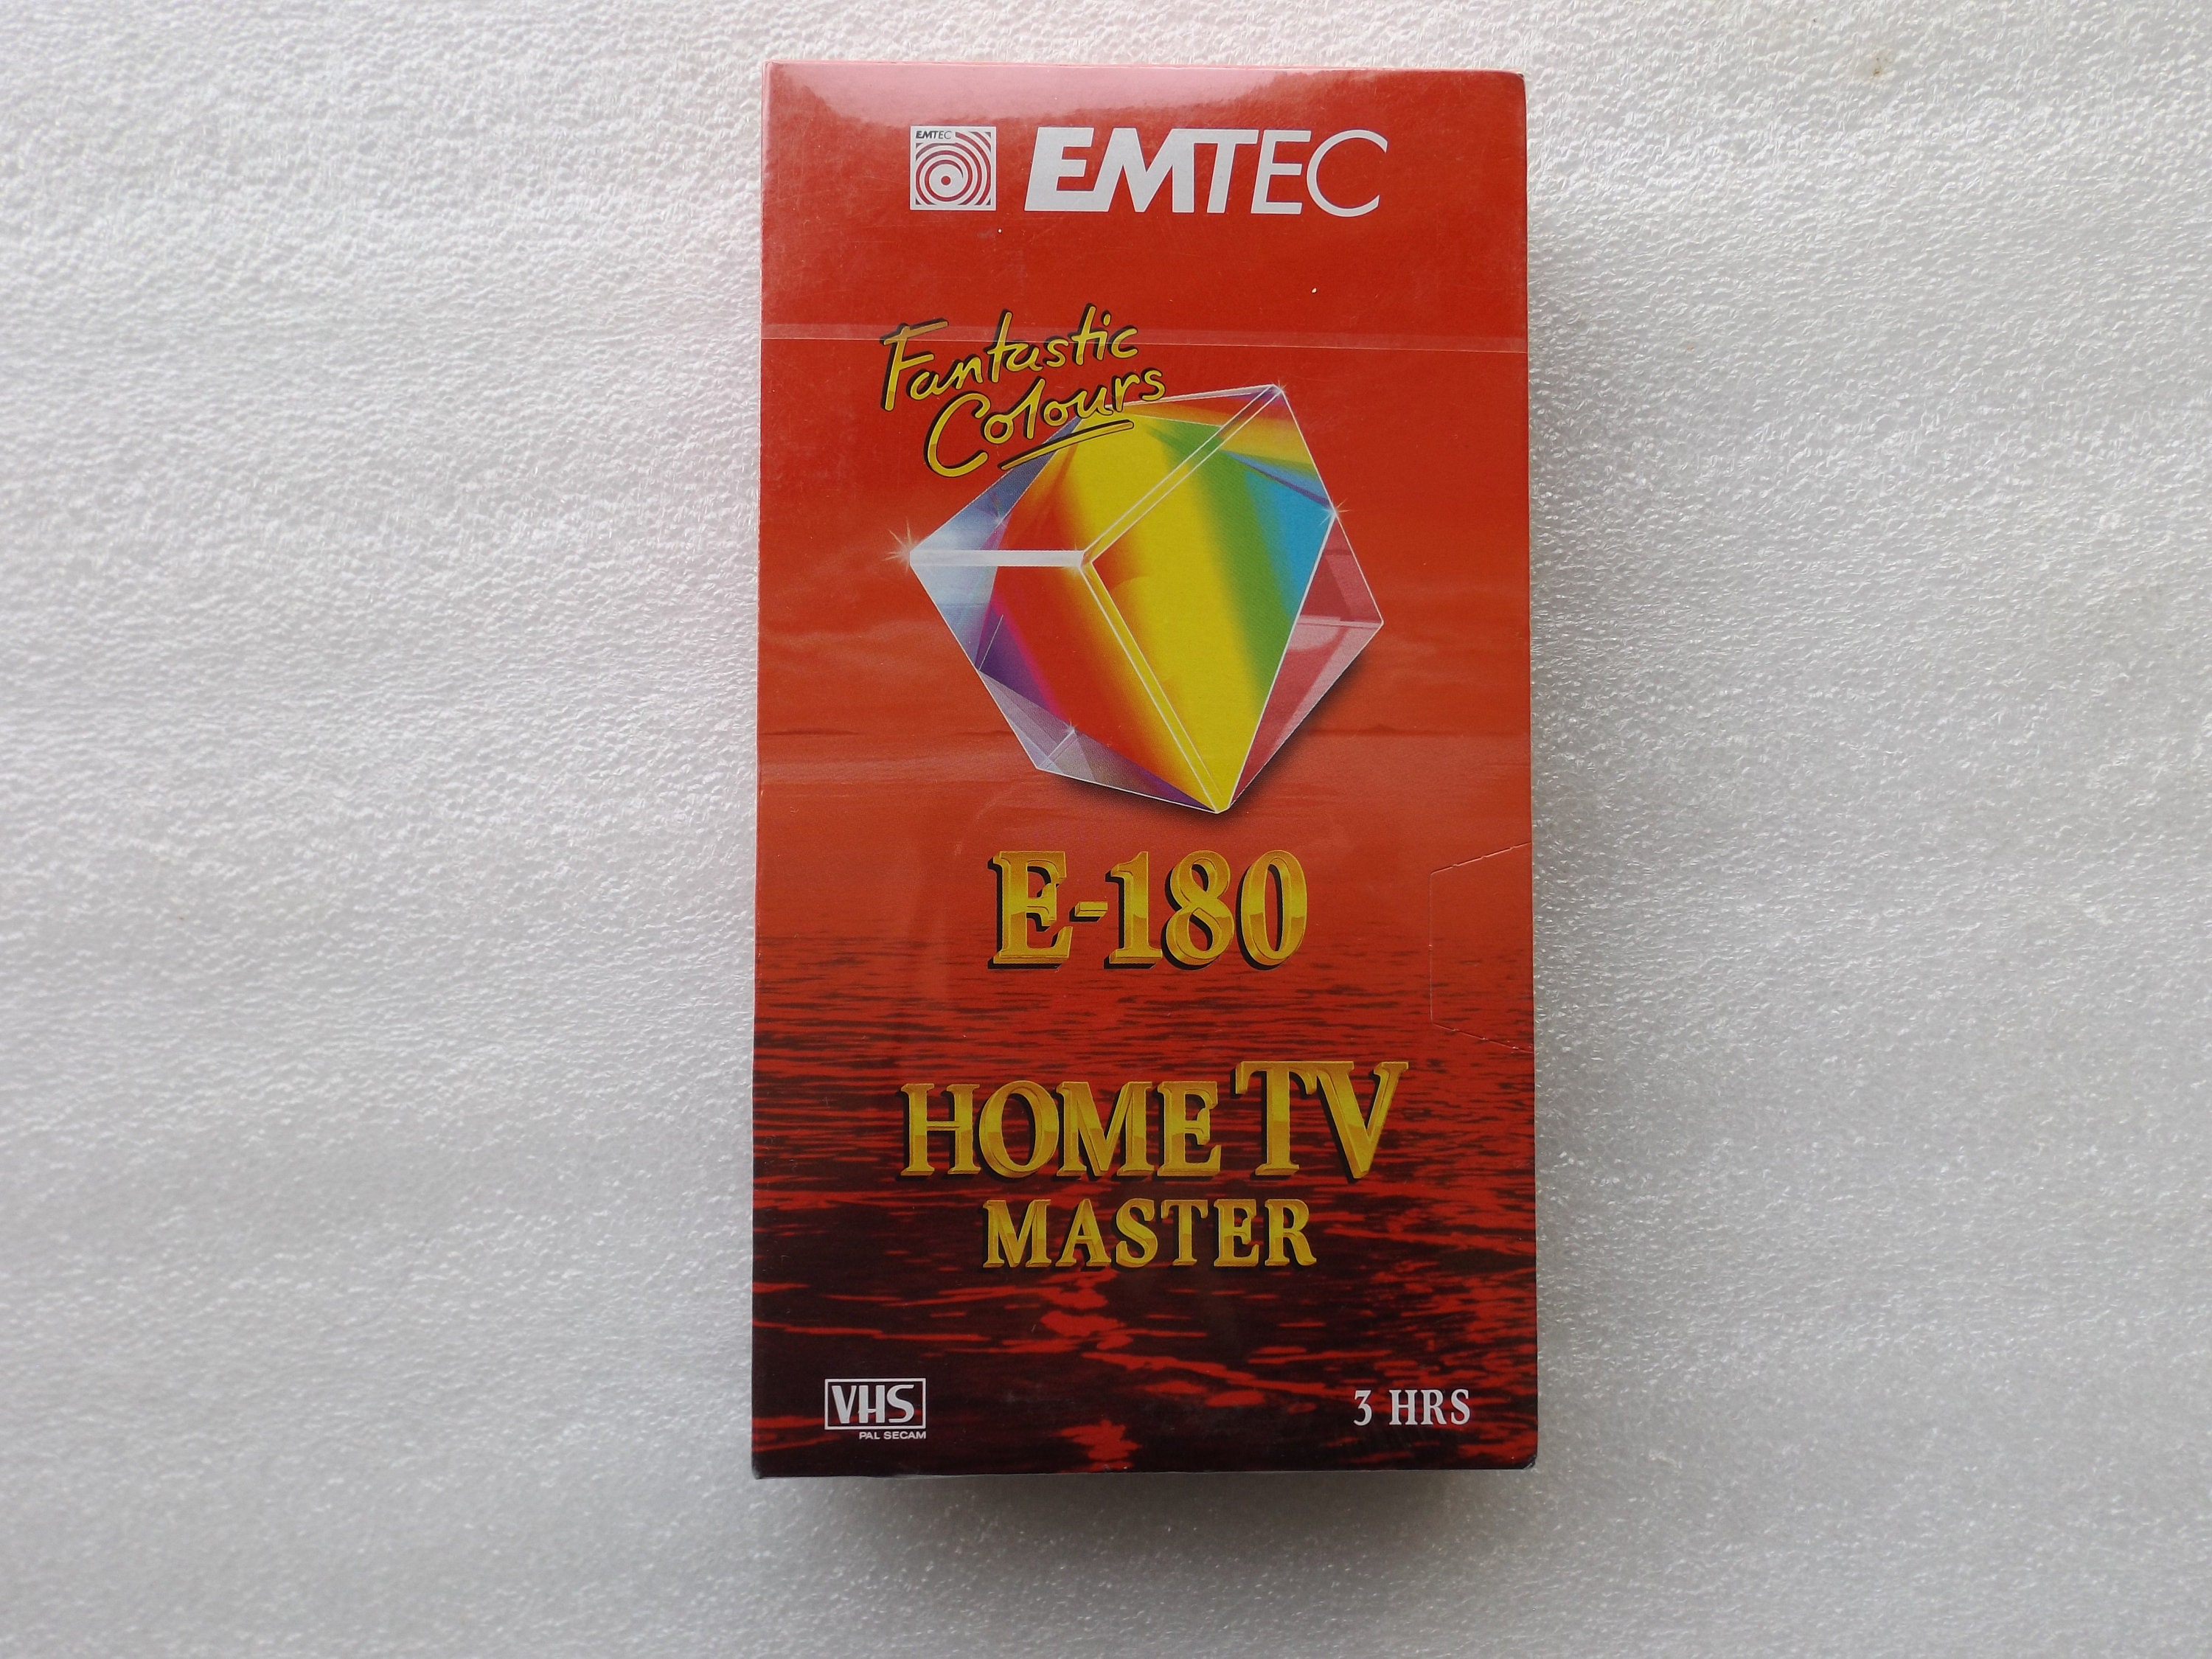 EMTEC
EMTEC
Fantastic
Colours
E-180
HOME TV
MASTER
VHS
PAL SECAM
3 HRS